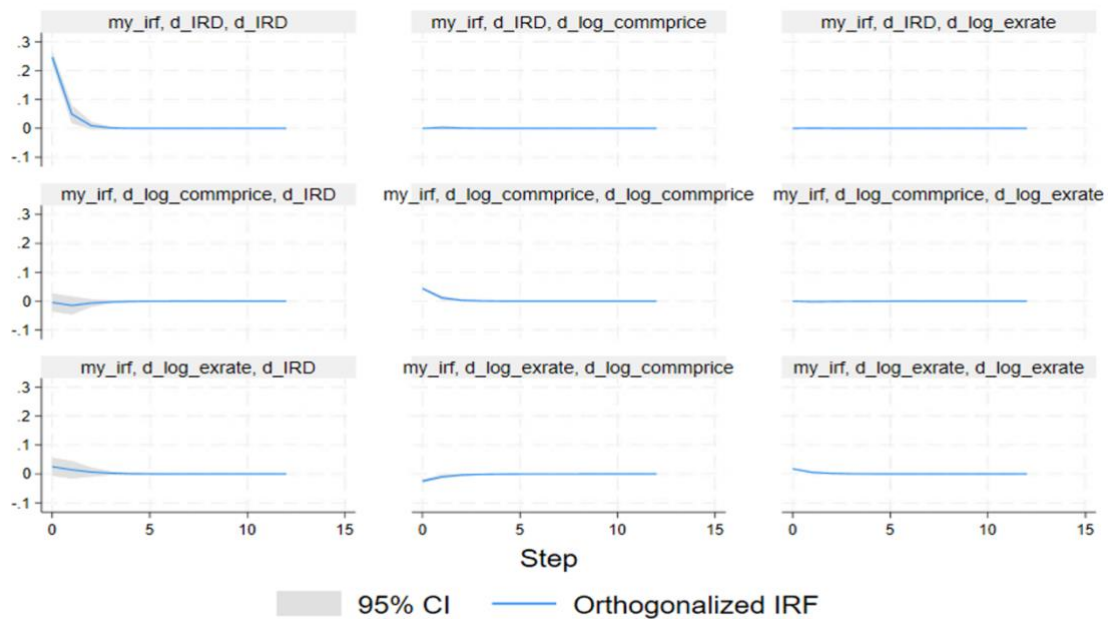 my_irf, d_IRD, d_IRD
my_irf, d_IRD, d_log_commprice
my_irf, d_IRD, d_log_exrate
.3
.2
.1
0
-.1
my_irf, d_log_commprice, d_IRD
my_irf, d_log_commprice, d_log_commprice
my_irf, d_log_commprice, d_log_exrate
.3
.2
.1
0
-.1
my_irf, d_log_exrate, d_IRD
my_irf, d_log_exrate, d_log_commprice
my_irf, d_log_exrate, d_log_exrate
.3
.2
.1
0
-.1
0 5 10 15
0 5 10 15
0 5 10 15
Step
95% CI
Orthogonalized IRF